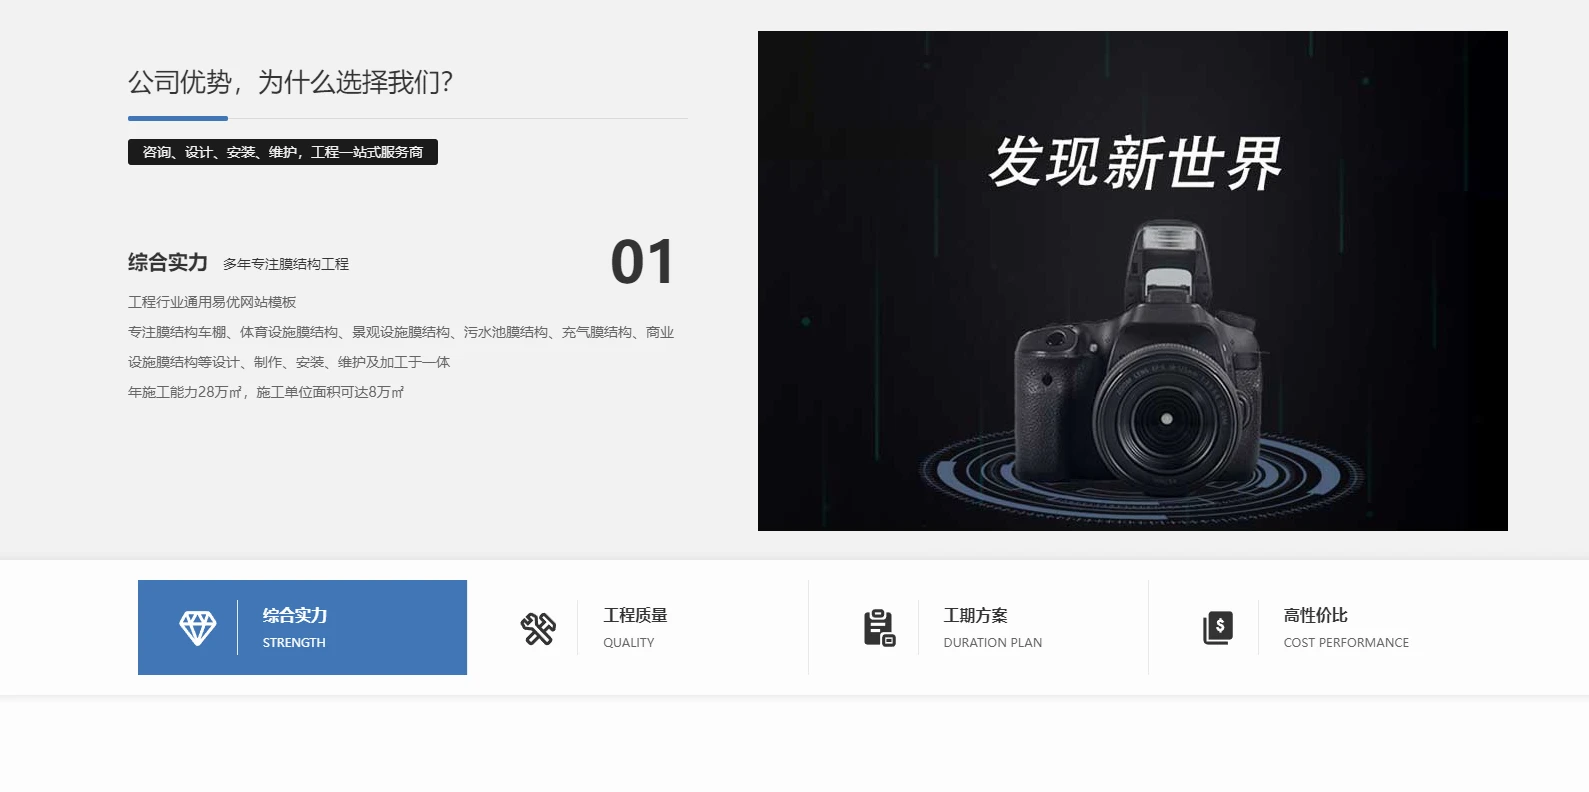 公司优势，为什么选择我们？
咨询、设计、安装、维护，工程一站式服务商
综合实力 多年专注膜结构工程
01
工程行业通用易优网站模板
专注膜结构车棚、体育设施膜结构、景观设施膜结构、污水池膜结构、充气膜结构、商业
设施膜结构等设计、制作、安装、维护及加工于一体
年施工能力28万㎡，施工单位面积可达8万㎡
发现新世界
综合实力
STRENGTH
工程质量
QUALITY
工期方案
DURATION PLAN
高性价比
COST PERFORMANCE